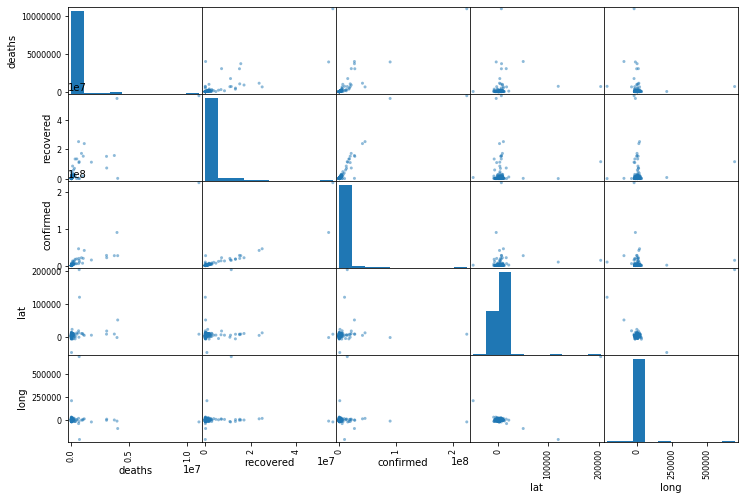 10000000
5000000
0
deaths
1e7
4
2
0
recovered
1e8
2
1
0
confirmed
200000
100000
0
lat
500000
250000
0
long
0.0 0.5 1.0 0 2 4 0 1 2 0 100000 200000 0 250000 500000
deaths 1e7 recovered 1e7 confirmed 1e8 lat long